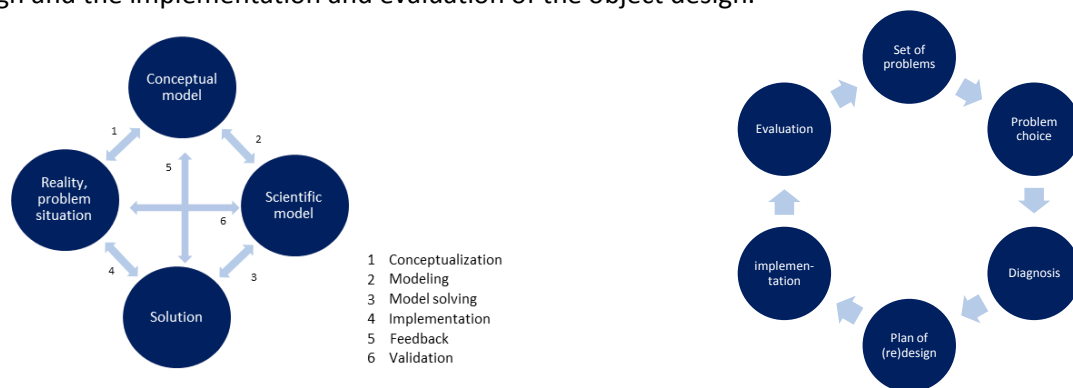 gn and the implementation and evaluation of the object design.
Conceptual
model
1
2
5
Reality,
problem
situation
Scientific
model
6
4
3
Solution
1 Conceptualization
2 Modeling
3 Model solving
4 Implementation
5 Feedback
6 Validation
Set of
problems
Evaluation
Problem
choice
implemen-
tation
Diagnosis
Plan of
(re)design